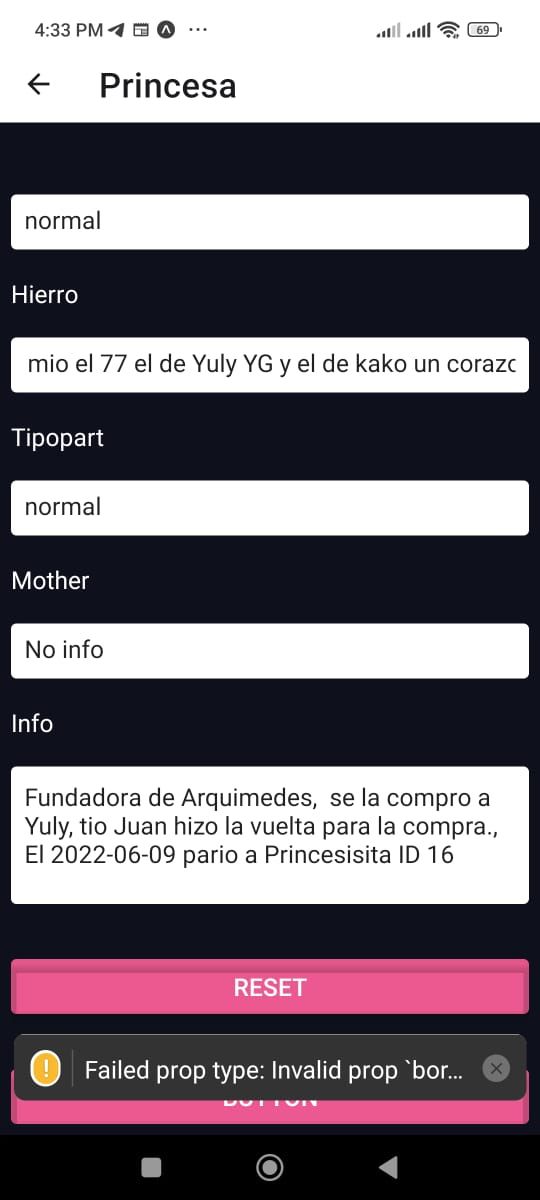 4:33 PM
69
Princesa
normal
Hierro
mio el 77 el de Yuly YG y el de kako un corazo
Tipopart
normal
Mother
No info
Info
Fundadora de Arquimedes,  se la compro a
Yuly, tio Juan hizo la vuelta para la compra.,
El 2022-06-09 pario a Princesisita ID 16
RESET
Failed prop type: Invalid prop `bor...
BUTTON